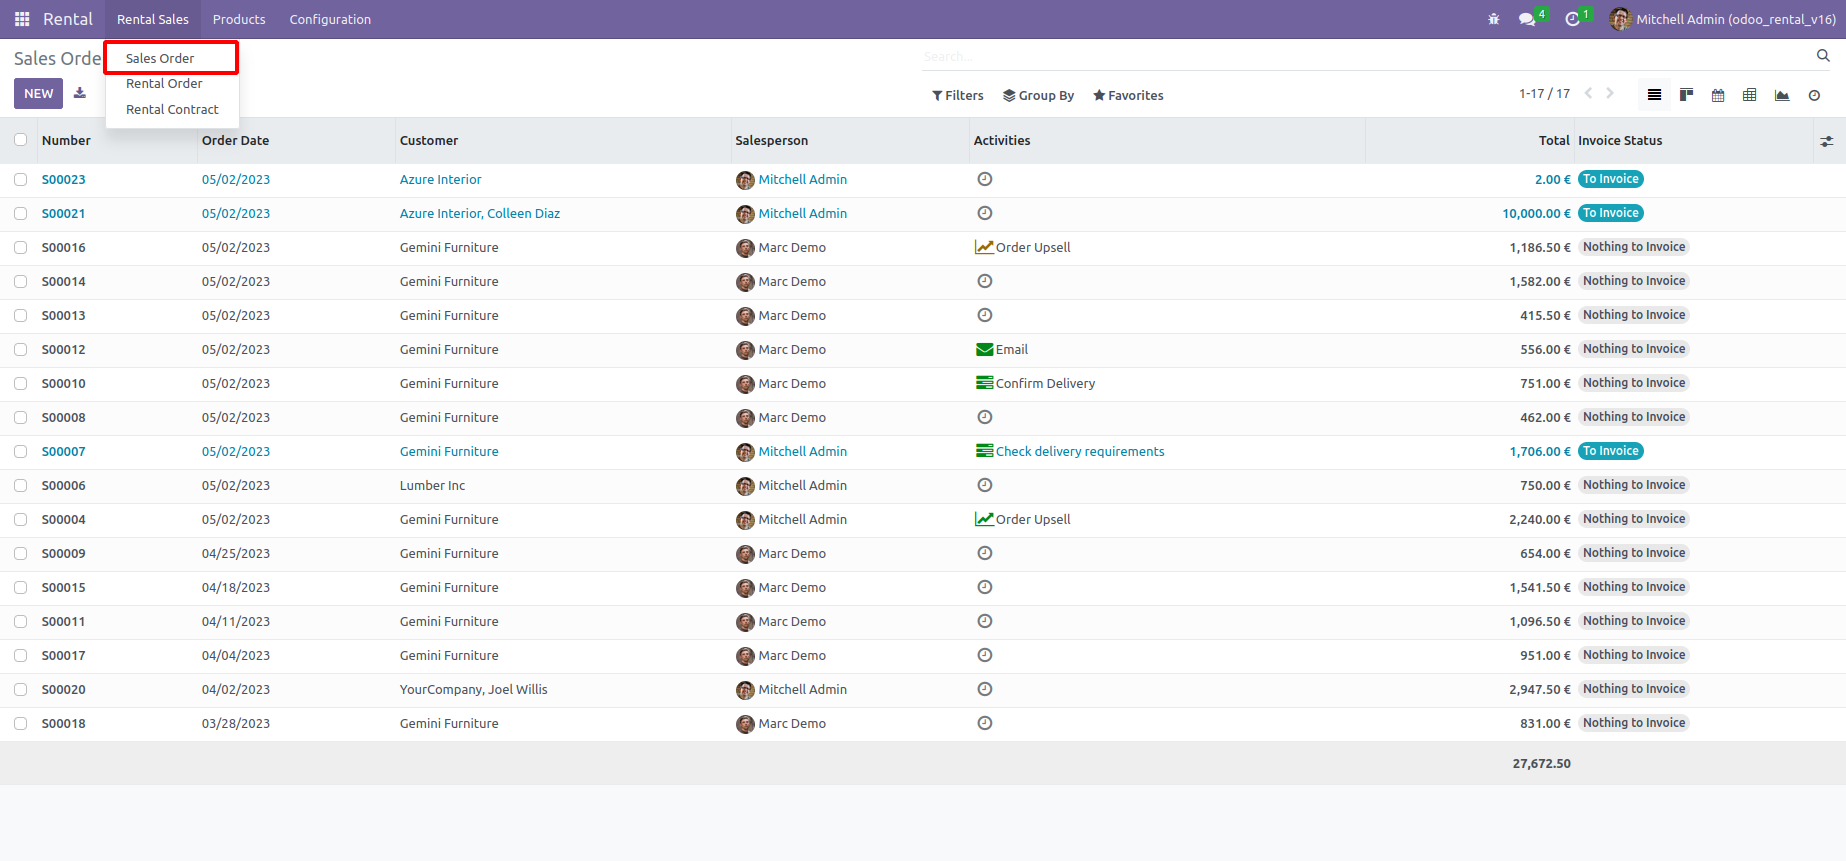 Rental Rental Sales Products Configuration 4 1 Mitchell Admin (odoo_rental_v16)
Sales Orde Sales Order Search...
Rental Order
NEW Filters Group By Favorites 1-17 / 17
Rental Contract
Number Order Date Customer Salesperson Activities Total Invoice Status
S00023 05/02/2023 Azure Interior Mitchell Admin 2.00 € To Invoice
S00021 05/02/2023 Azure Interior, Colleen Diaz Mitchell Admin 10,000.00 € To Invoice
S00016 05/02/2023 Gemini Furniture Marc Demo Order Upsell 1,186.50 € Nothing to Invoice
S00014 05/02/2023 Gemini Furniture Marc Demo 1,582.00 € Nothing to Invoice
S00013 05/02/2023 Gemini Furniture Marc Demo 415.50 € Nothing to Invoice
S00012 05/02/2023 Gemini Furniture Marc Demo Email 556.00 € Nothing to Invoice
S00010 05/02/2023 Gemini Furniture Marc Demo Confirm Delivery 751.00 € Nothing to Invoice
S00008 05/02/2023 Gemini Furniture Marc Demo 462.00 € Nothing to Invoice
S00007 05/02/2023 Gemini Furniture Mitchell Admin Check delivery requirements 1,706.00 € To Invoice
S00006 05/02/2023 Lumber Inc Mitchell Admin 750.00 € Nothing to Invoice
S00004 05/02/2023 Gemini Furniture Mitchell Admin Order Upsell 2,240.00 € Nothing to Invoice
S00009 04/25/2023 Gemini Furniture Marc Demo 654.00 € Nothing to Invoice
S00015 04/18/2023 Gemini Furniture Marc Demo 1,541.50 € Nothing to Invoice
S00011 04/11/2023 Gemini Furniture Marc Demo 1,096.50 € Nothing to Invoice
S00017 04/04/2023 Gemini Furniture Marc Demo 951.00 € Nothing to Invoice
S00020 04/02/2023 YourCompany, Joel Willis Mitchell Admin 2,947.50 € Nothing to Invoice
S00018 03/28/2023 Gemini Furniture Marc Demo 831.00 € Nothing to Invoice
27,672.50